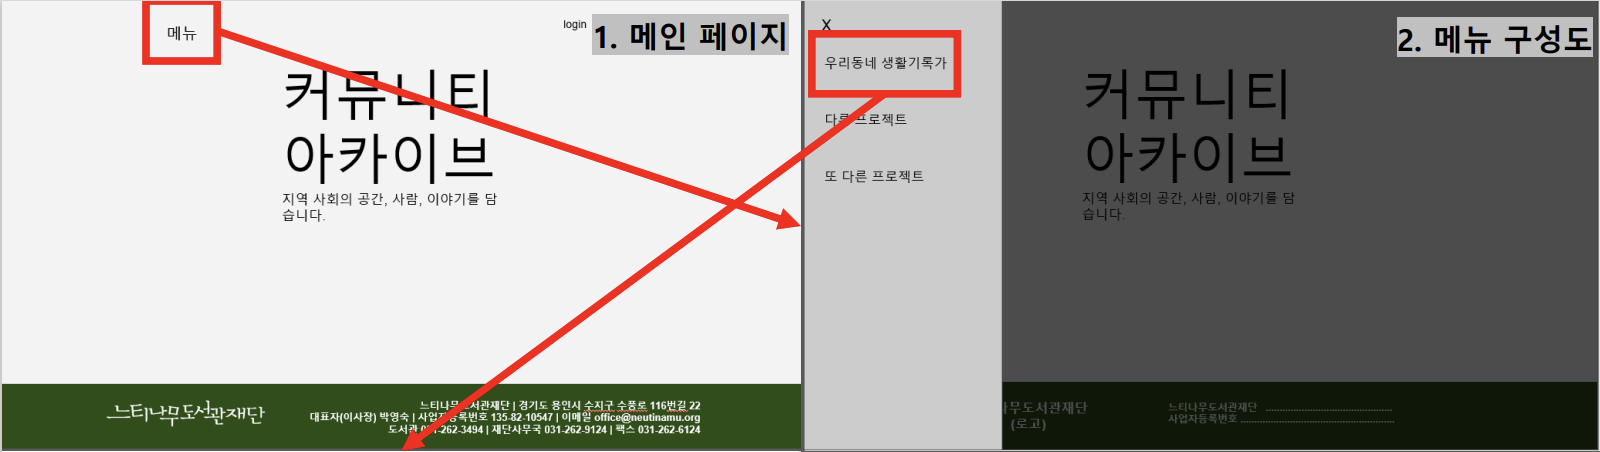 메뉴
login
1. 메인 페이지
커뮤니티
아카이브
지역 사회의 공간, 사람, 이야기를 담
습니다.
느티나무도서관재단
느티나무도서관재단 | 경기도 용인시 수지구 수풍로 116번길 22
대표자(이사장) 박영숙 | 사업자등록번호 135-82-10547 | 이메일 office@neutinamu.org
도서관 031-262-3494 | 재단사무국 031-262-9124 | 팩스 031-262-6124
X
2. 메뉴 구성도
우리동네 생활기록가
다른 프로젝트
또 다른 프로젝트
커뮤니티
아카이브
지역 사회의 공간, 사람, 이야기를 담
습니다.
나무도서관재단
(로고)
느티나무도서관재단 ........................................
사업자등록번호 ................................................